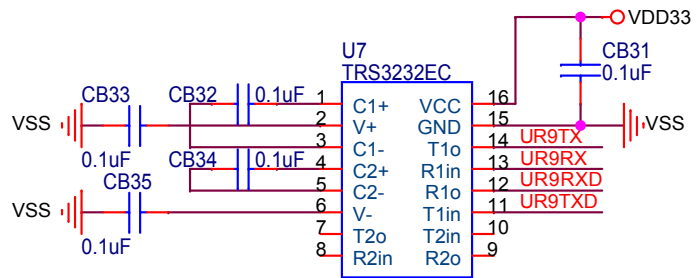 VDD33
U7
TRS3232EC
CB31
0.1uF
CB33
CB32
0.1uF
1
C1+
VCC
16
VSS
2
V+
GND
15
VSS
0.1uF
3
C1-
T1o
14
UR9TX
CB34
0.1uF
4
C2+
R1in
13
UR9RX
CB35
5
C2-
R1o
12
UR9RXD
VSS
6
V-
T1in
11
UR9TXD
0.1uF
7
T2o
T2in
10
8
R2in
R2o
9